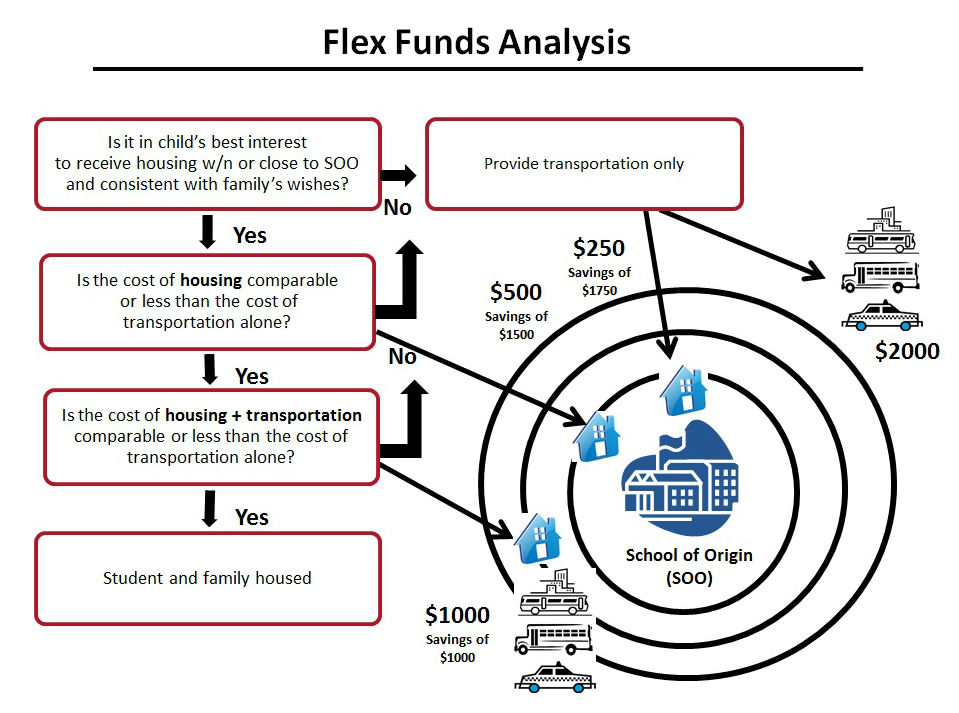 Flex Funds Analysis
Is it in child's best interest
to receive housing w/n or close to SOO
and consistent with family's wishes?
No
Provide transportation only
Yes
Is the cost of housing comparable
or less than the cost of
transportation alone?
No
Yes
Is the cost of housing + transportation
comparable or less than the cost of
transportation alone?
Yes
Student and family housed
$250
Savings of
$1750
$500
Savings of
$1500
$2000
School of Origin
(SOO)
$1000
Savings of
$1000